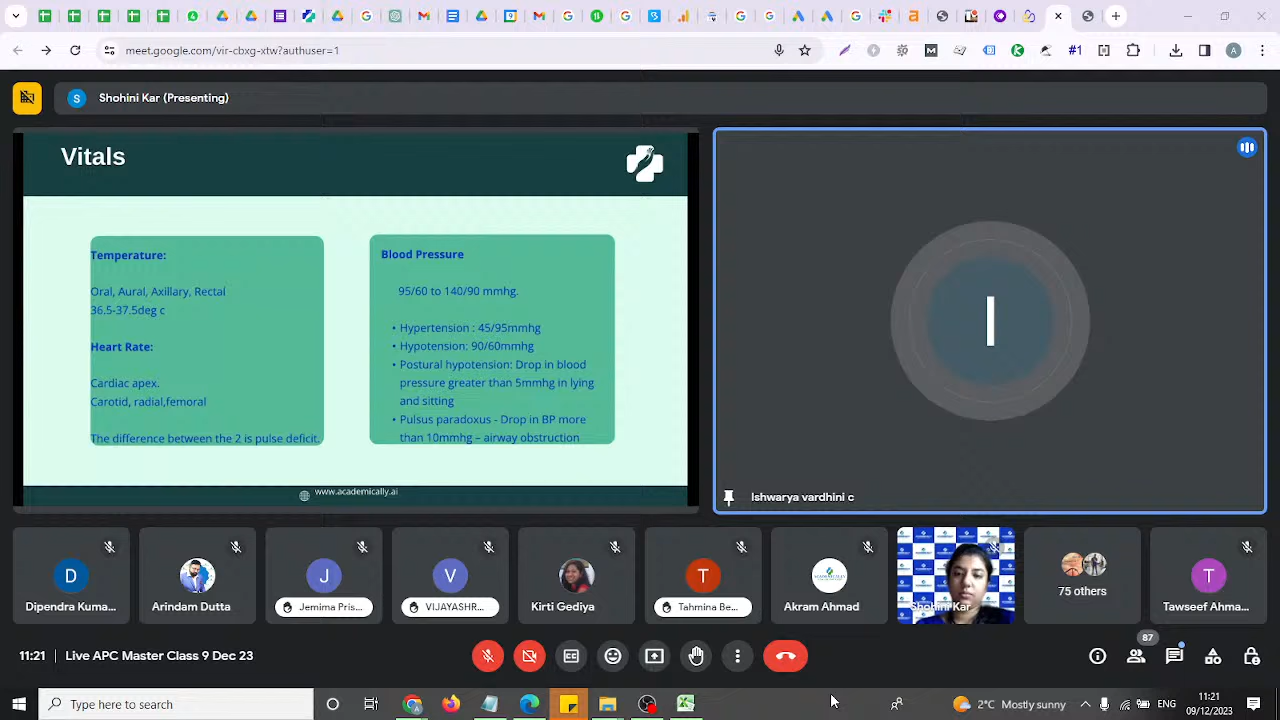 meet.google.com/vir-cbxg-xtw?authuser=1
#1
A
S
Shohini Kar (Presenting)
Vitals
Temperature:
Oral, Aural, Axillary, Rectal
36.5-37.5deg c
Heart Rate:
Cardiac apex.
Carotid, radial,femoral
The difference between the 2 is pulse deficit.
Blood Pressure
95/60 to 140/90 mmhg.
• Hypertension : 45/95mmhg
• Hypotension: 90/60mmhg
• Postural hypotension: Drop in blood
pressure greater than 5mmhg in lying
and sitting
• Pulsus paradoxus - Drop in BP more
than 10mmhg – airway obstruction
www.academically.ai
I
Ishwarya vardhini c
D
Dipendra Kuma...
Arindam Dutta
J
Jemima Pris...
V
VIJAYASHR...
Kirti Gediya
T
Tahmina Be...
Akram Ahmad
Shohini Kar
75 others
T
Tawseef Ahma...
11:21 | Live APC Master Class 9 Dec 23
87
Type here to search
2°C Mostly sunny
ENG
11:21
09/12/2023